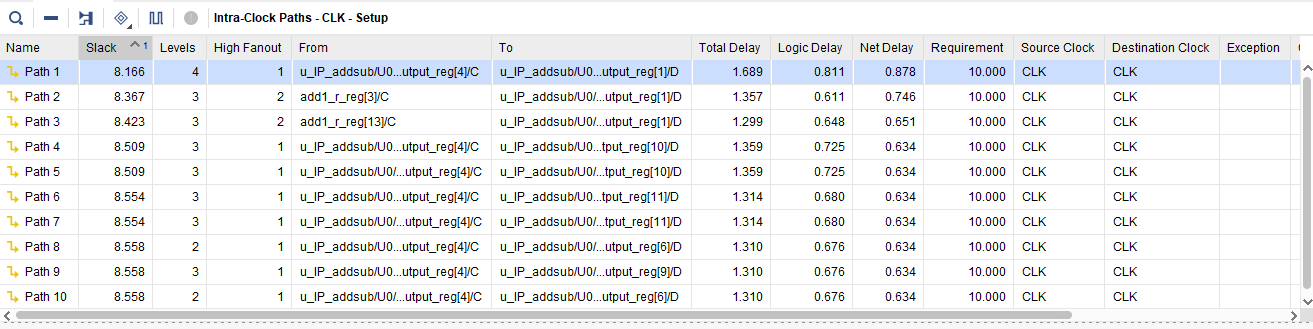 Intra-Clock Paths - CLK - Setup
Name Slack 1 Levels High Fanout From To Total Delay Logic Delay Net Delay Requirement Source Clock Destination Clock Exception
Path 1 8.166 4 1 u_IP_addsub/U0...utput_reg[4]/C u_IP_addsub/U0...utput_reg[1]/D 1.689 0.811 0.878 10.000 CLK CLK
Path 2 8.367 3 2 add1_r_reg[3]/C u_IP_addsub/U0/...utput_reg[1]/D 1.357 0.611 0.746 10.000 CLK CLK
Path 3 8.423 3 2 add1_r_reg[13]/C u_IP_addsub/U0/...utput_reg[1]/D 1.299 0.648 0.651 10.000 CLK CLK
Path 4 8.509 3 1 u_IP_addsub/U0...utput_reg[4]/C u_IP_addsub/U0...tput_reg[10]/D 1.359 0.725 0.634 10.000 CLK CLK
Path 5 8.509 3 1 u_IP_addsub/U0/...utput_reg[4]/C u_IP_addsub/U0/...tput_reg[10]/D 1.359 0.725 0.634 10.000 CLK CLK
Path 6 8.554 3 1 u_IP_addsub/U0...utput_reg[4]/C u_IP_addsub/U0...tput_reg[11]/D 1.314 0.680 0.634 10.000 CLK CLK
Path 7 8.554 3 1 u_IP_addsub/U0/...utput_reg[4]/C u_IP_addsub/U0/...tput_reg[11]/D 1.314 0.680 0.634 10.000 CLK CLK
Path 8 8.558 2 1 u_IP_addsub/U0...utput_reg[4]/C u_IP_addsub/U0...utput_reg[6]/D 1.310 0.676 0.634 10.000 CLK CLK
Path 9 8.558 3 1 u_IP_addsub/U0...utput_reg[4]/C u_IP_addsub/U0/...utput_reg[9]/D 1.310 0.676 0.634 10.000 CLK CLK
Path 10 8.558 2 1 u_IP_addsub/U0/...utput_reg[4]/C u_IP_addsub/U0/...utput_reg[6]/D 1.310 0.676 0.634 10.000 CLK CLK